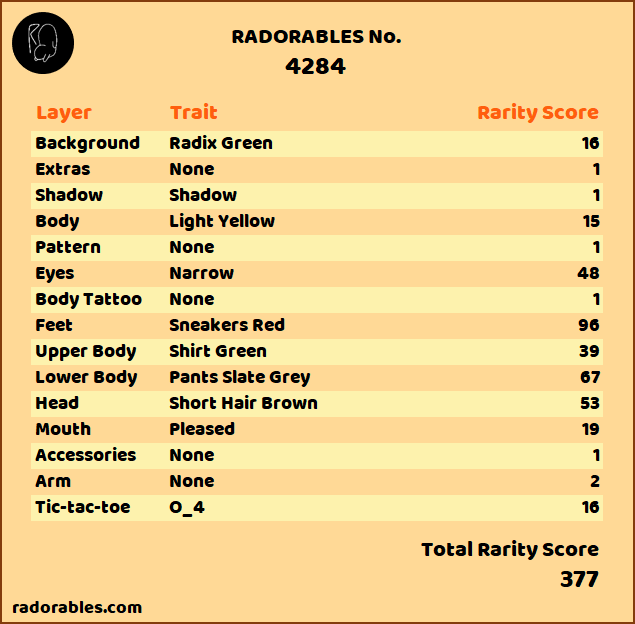 RADORABLES No.
4284
Layer Trait Rarity Score
Background Radix Green 16
Extras None 1
Shadow Shadow 1
Body Light Yellow 15
Pattern None 1
Eyes Narrow 48
Body Tattoo None 1
Feet Sneakers Red 96
Upper Body Shirt Green 39
Lower Body Pants Slate Grey 67
Head Short Hair Brown 53
Mouth Pleased 19
Accessories None 1
Arm None 2
Tic-tac-toe O_4 16
Total Rarity Score
377
radorables.com